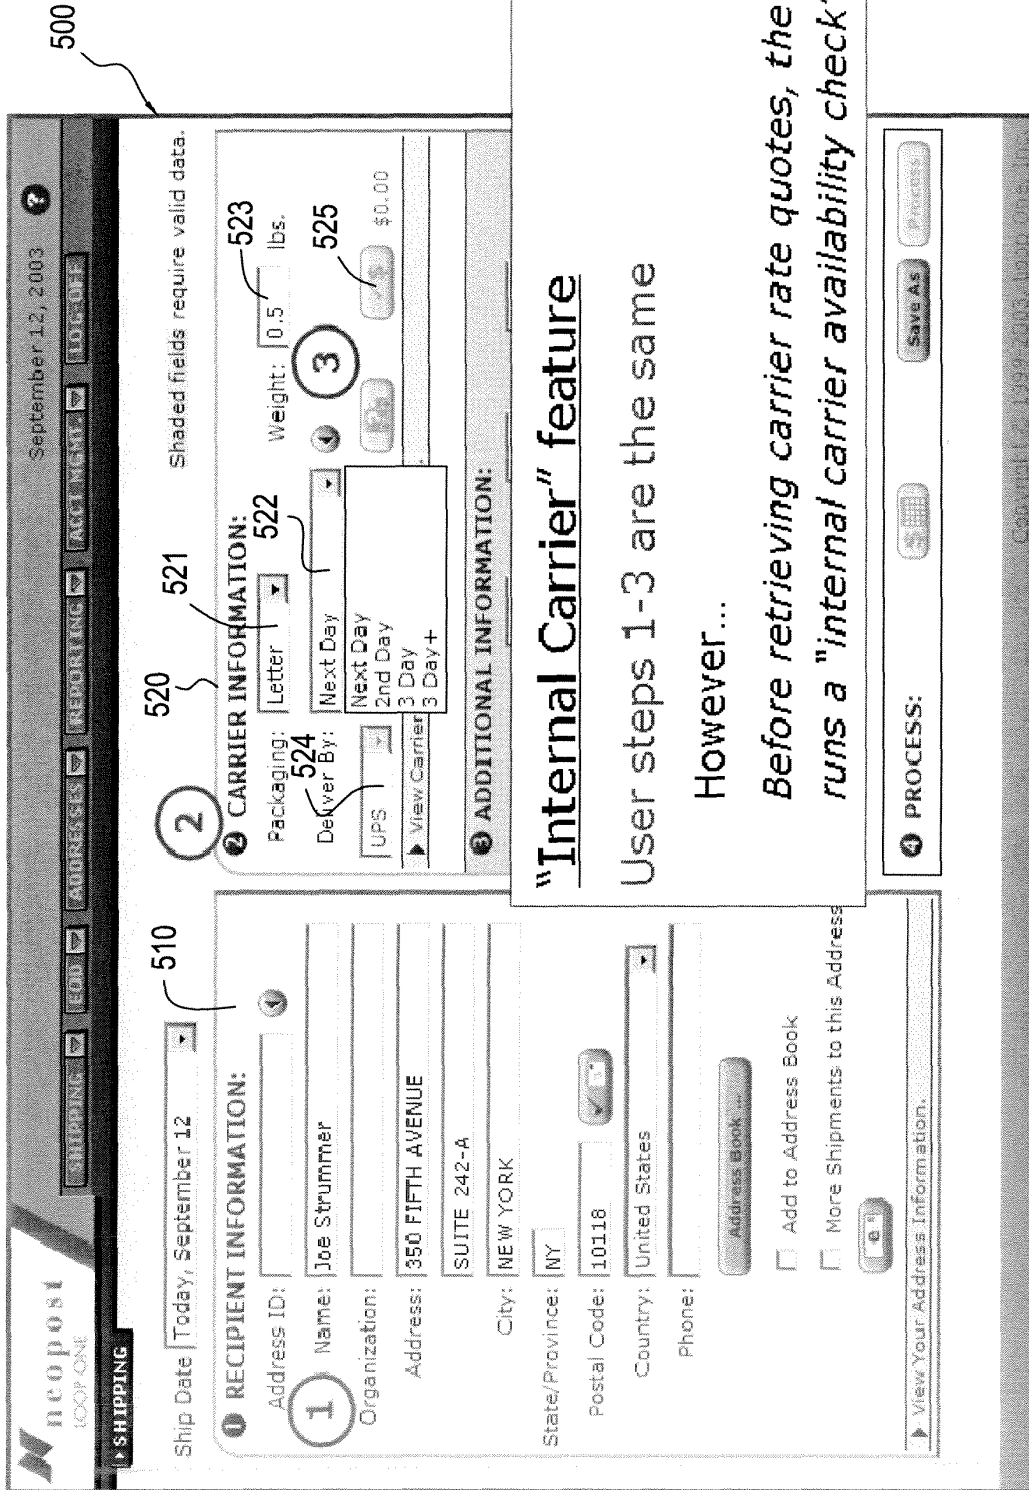 500
neopost
LOOP ONE
September 12, 2003 ?
SHIPPING EOD ADDRESSES REPORTING ACCT MGMT LOG OFF
SHIPPING
Ship Date Today, September 12
Shaded fields require valid data.
510
1 RECIPIENT INFORMATION:
Address ID:
1
Name: Joe Strummer
Organization:
Address: 350 FIFTH AVENUE
SUITE 242-A
City: NEW YORK
State/Province: NY
Postal Code: 10118
Country: United States
Phone:
Address Book ...
Add to Address Book
More Shipments to this Address
e
View Your Address Information.
2
520
2 CARRIER INFORMATION:
521
522
523
Packaging: Letter
Weight: 0.5 lbs.
Deliver By: Next Day
3
524
525
Next Day
2nd Day
3 Day
3 Day+
UPS
$ $0.00
View Carrier
3 ADDITIONAL INFORMATION:
"Internal Carrier" feature
User steps 1-3 are the same
However...
Before retrieving carrier rate quotes, the
runs a "internal carrier availability check"
4 PROCESS:
$
Save As
Process
Copyright © 1999-2003 Loop One, Inc.